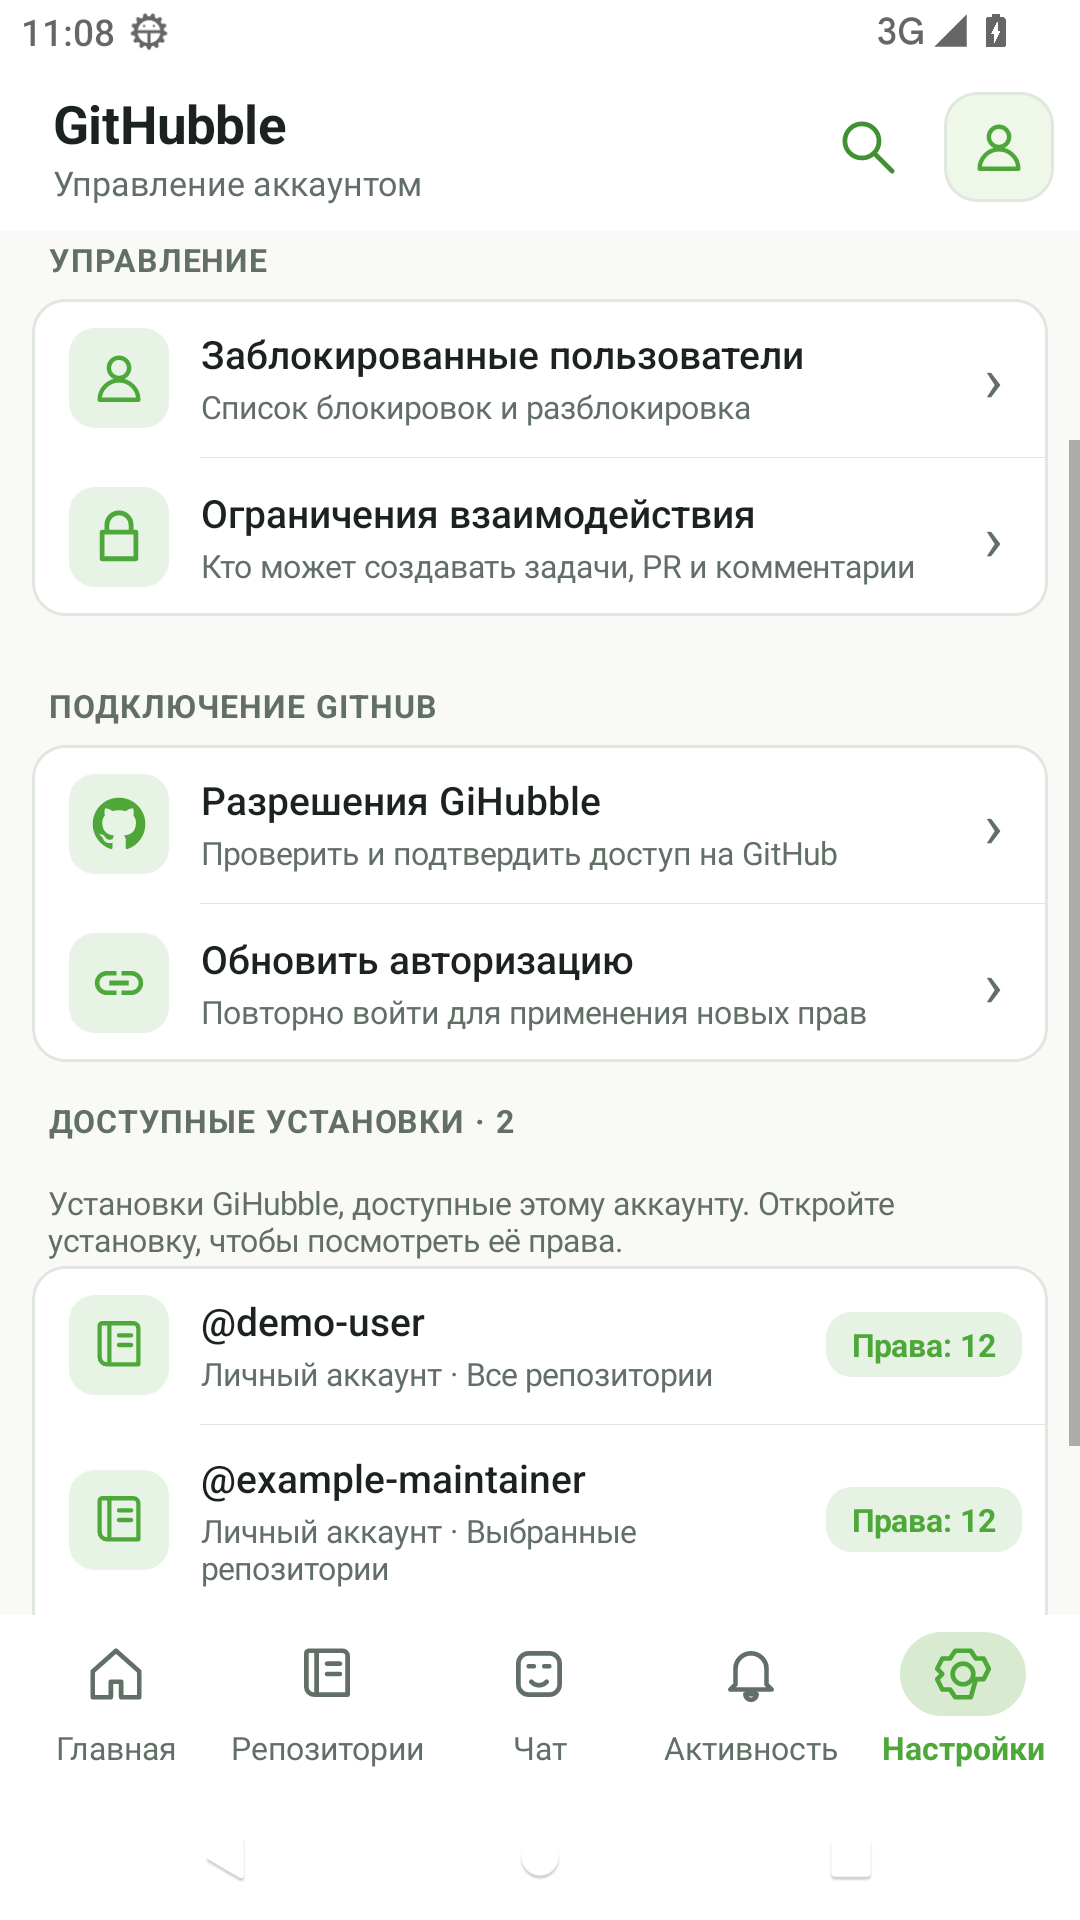 11:08
3G
GitHubble
Управление аккаунтом
УПРАВЛЕНИЕ
Заблокированные пользователи
Список блокировок и разблокировка
Ограничения взаимодействия
Кто может создавать задачи, PR и комментарии
ПОДКЛЮЧЕНИЕ GITHUB
Разрешения GiHubble
Проверить и подтвердить доступ на GitHub
Обновить авторизацию
Повторно войти для применения новых прав
ДОСТУПНЫЕ УСТАНОВКИ · 2
Установки GiHubble, доступные этому аккаунту. Откройте
установку, чтобы посмотреть её права.
@demo-user
Личный аккаунт · Все репозитории
Права: 12
@example-maintainer
Личный аккаунт · Выбранные
репозитории
Права: 12
Главная
Репозитории
Чат
Активность
Настройки